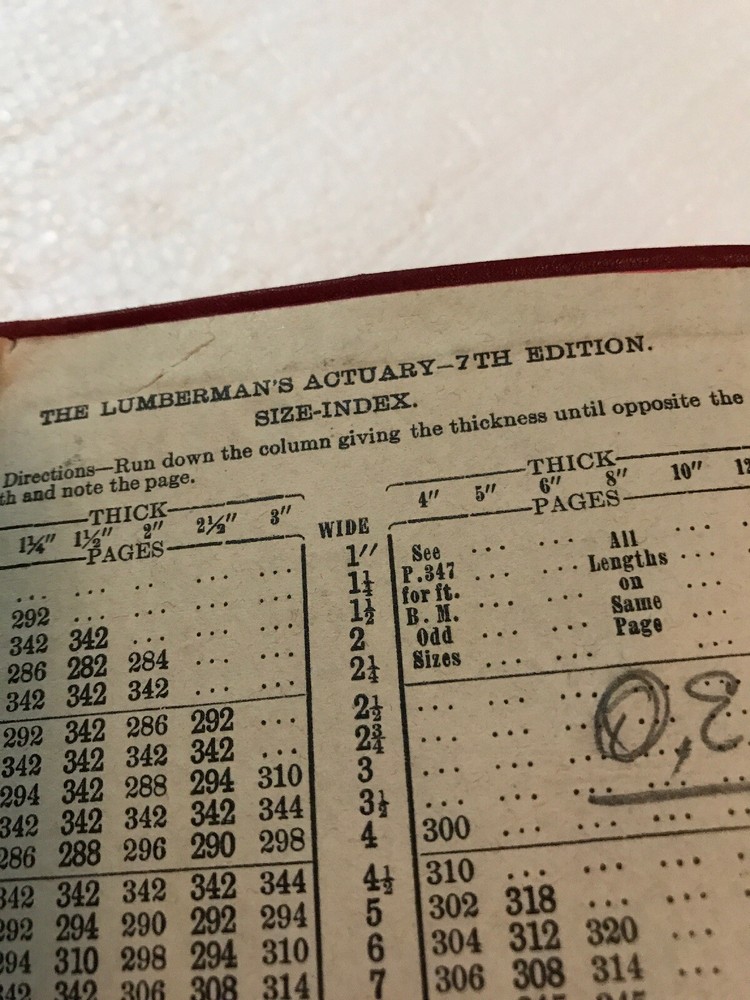 THE LUMBERMAN'S ACTUARY—7TH EDITION.
SIZE-INDEX.
Directions—Run down the column giving the thickness until opposite the
th and note the page.
THICK
1¼" 1½" 2" 2½" 3"
PAGES
WIDE
THICK
4" 5" 6" 8" 10"
PAGES
... ... .. ... ... 1" See ... ... All ... ...
292 ... ... ... ... 1¼ P.347 ... ... Lengths ... ...
342 342 ... ... ... 1½ for ft. ... ... on ...
286 282 284 ... ... 2 B. M. ... ... Same ...
342 342 342 ... ... 2¼ Odd ... ... Page ...
Sizes ... ...
292 342 286 292 ... 2½ ... ... ...
342 342 342 342 ... 2¾ ... ... ...
294 342 288 294 310 3 ... ... ...
342 342 342 342 344 3½ ... ... ... ... ...
286 288 296 290 298 4 300 ... ... ... ...
342 342 342 342 344 4½ 310 ... ... ... ...
292 294 290 292 294 5 302 318 ... ...
294 310 298 294 310 6 304 312 320 ...
342 342 306 308 314 7 306 308 314 ...